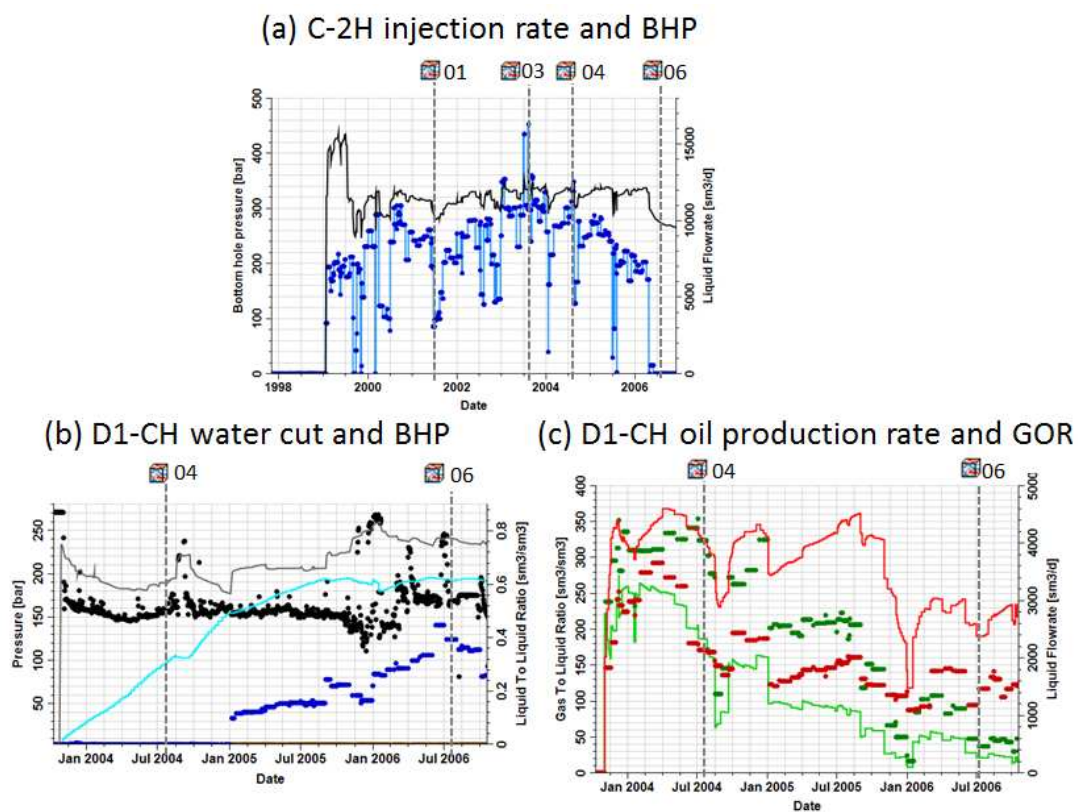 (a) C-2H injection rate and BHP
01 03 04 06
500
400
300
200
100
0
Bottom hole pressure [bar]
15000
10000
5000
0
Liquid Flowrate [sm3/d]
1998 2000 2002 2004 2006
Date
(b) D1-CH water cut and BHP
04 06
250
200
150
100
50
Pressure [bar]
0.8
0.6
0.4
0.2
0
Liquid To Liquid Ratio [sm3/sm3]
Jan 2004 Jul 2004 Jan 2005 Jul 2005 Jan 2006 Jul 2006
Date
(c) D1-CH oil production rate and GOR
04 06
400
350
300
250
200
150
100
50
0
Gas To Liquid Ratio [sm3/sm3]
5000
4000
3000
2000
1000
0
Liquid Flowrate [sm3/d]
Jan 2004 Jul 2004 Jan 2005 Jul 2005 Jan 2006 Jul 2006
Date